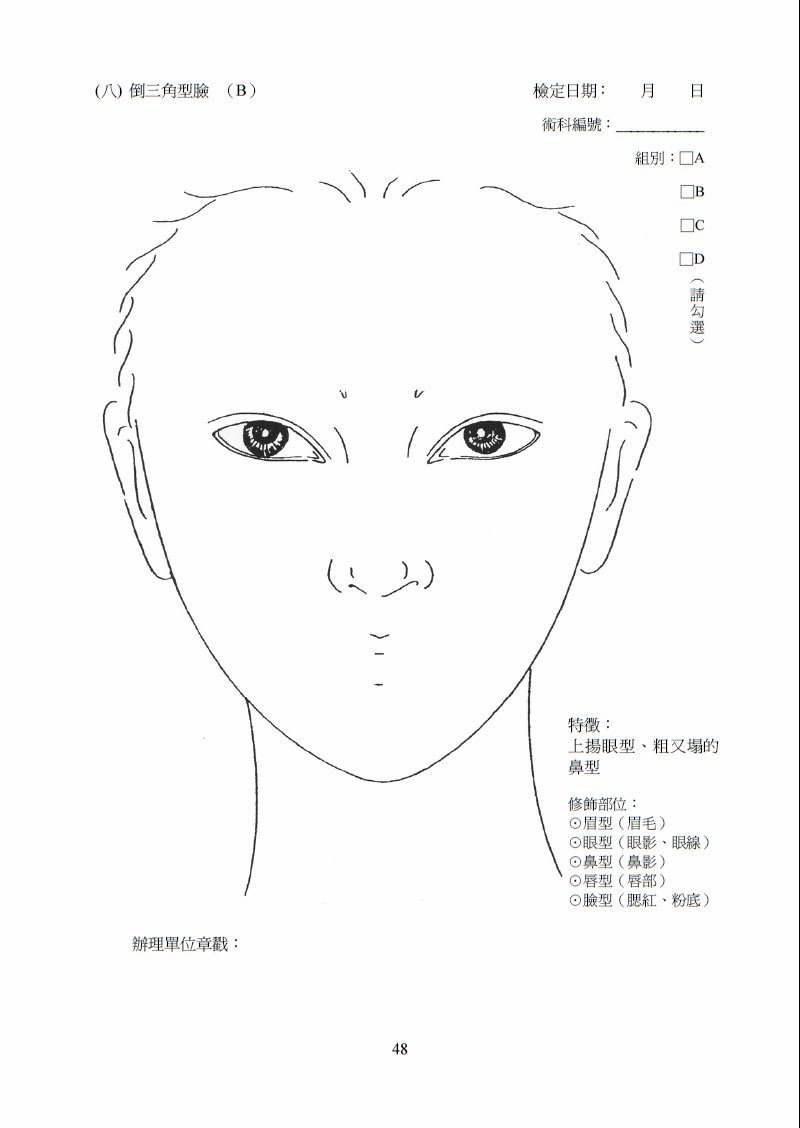 (八) 倒三角型臉 （B）
檢定日期：　月　日
術科編號：__________
組別：□A
□B
□C
□D
（請勾選）
特徵：
上揚眼型、粗又塌的
鼻型
修飾部位：
⊙眉型（眉毛）
⊙眼型（眼影、眼線）
⊙鼻型（鼻影）
⊙唇型（唇部）
⊙臉型（腮紅、粉底）
辦理單位章戳：
48